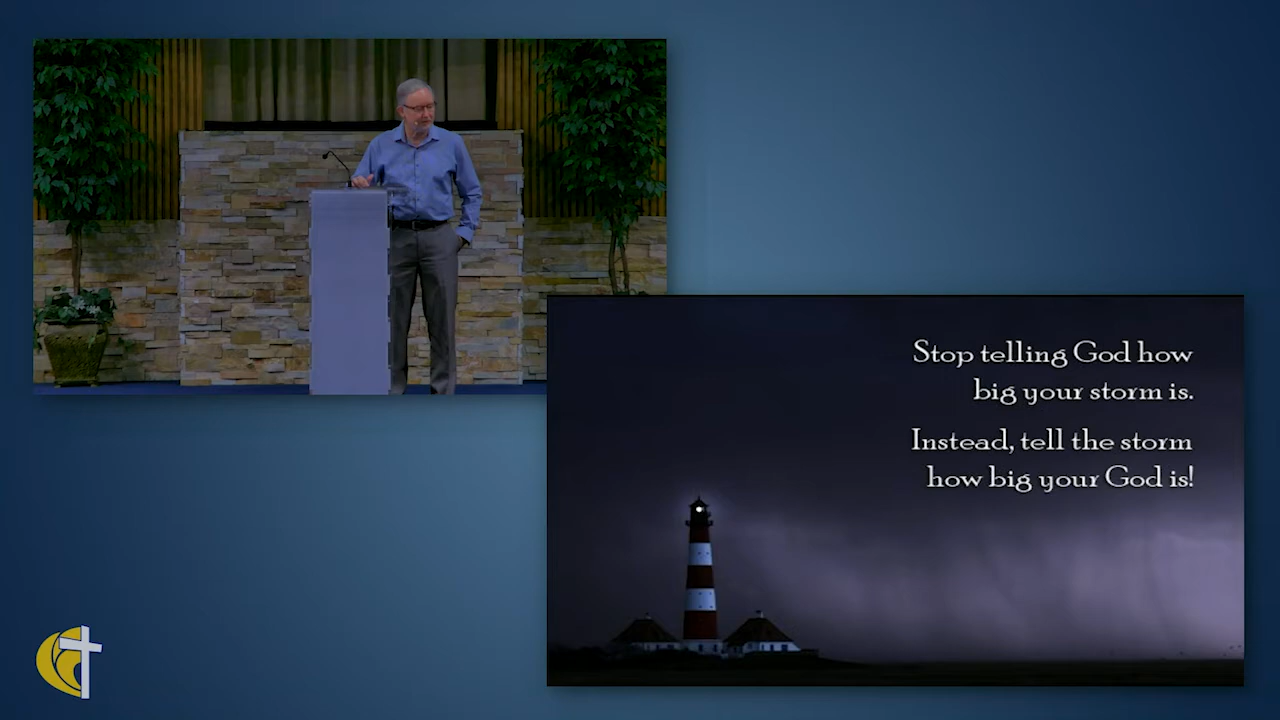 Stop telling God how
big your storm is.
Instead, tell the storm
how big your God is!